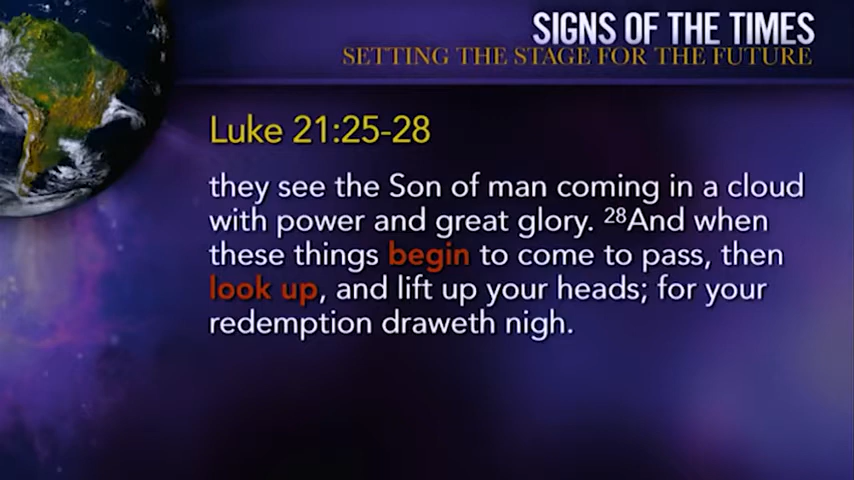 SIGNS OF THE TIMES
SETTING THE STAGE FOR THE FUTURE
Luke 21:25-28
they see the Son of man coming in a cloud
with power and great glory. ²⁸And when
these things begin to come to pass, then
look up, and lift up your heads; for your
redemption draweth nigh.